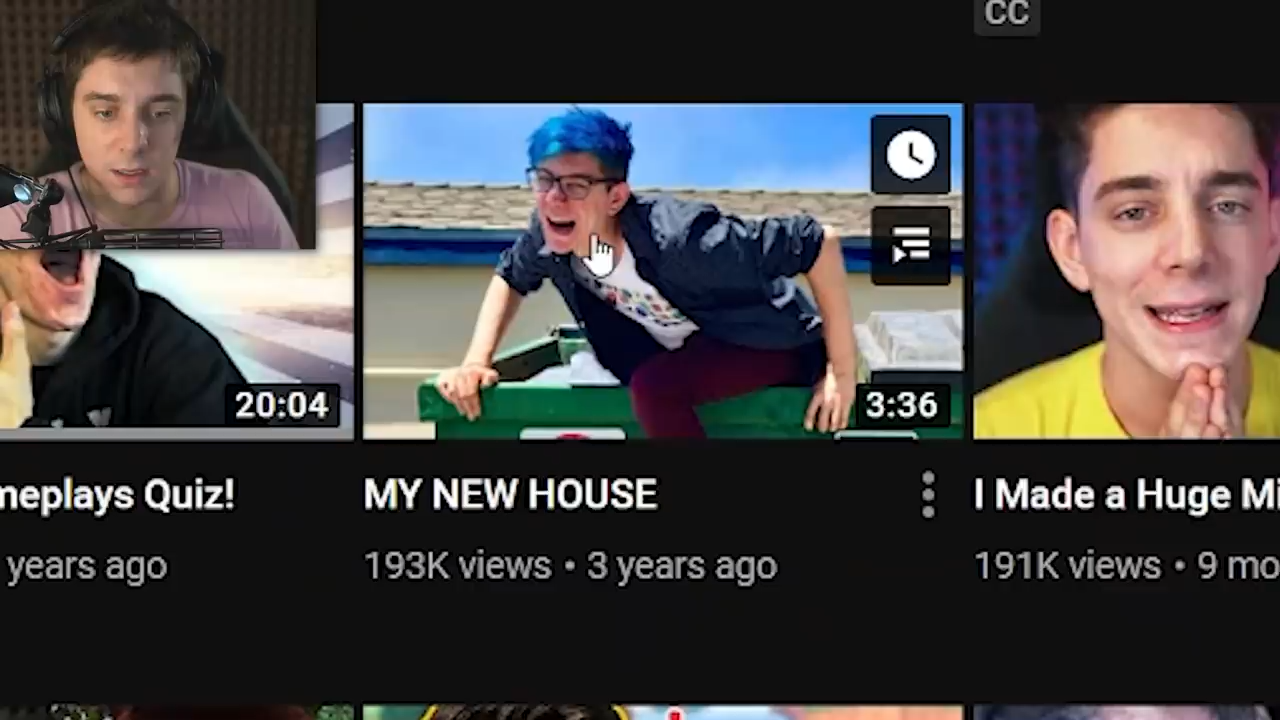 CC
20:04
3:36
meplays Quiz!
MY NEW HOUSE
I Made a Huge Mi
years ago
193K views • 3 years ago
191K views • 9 mo